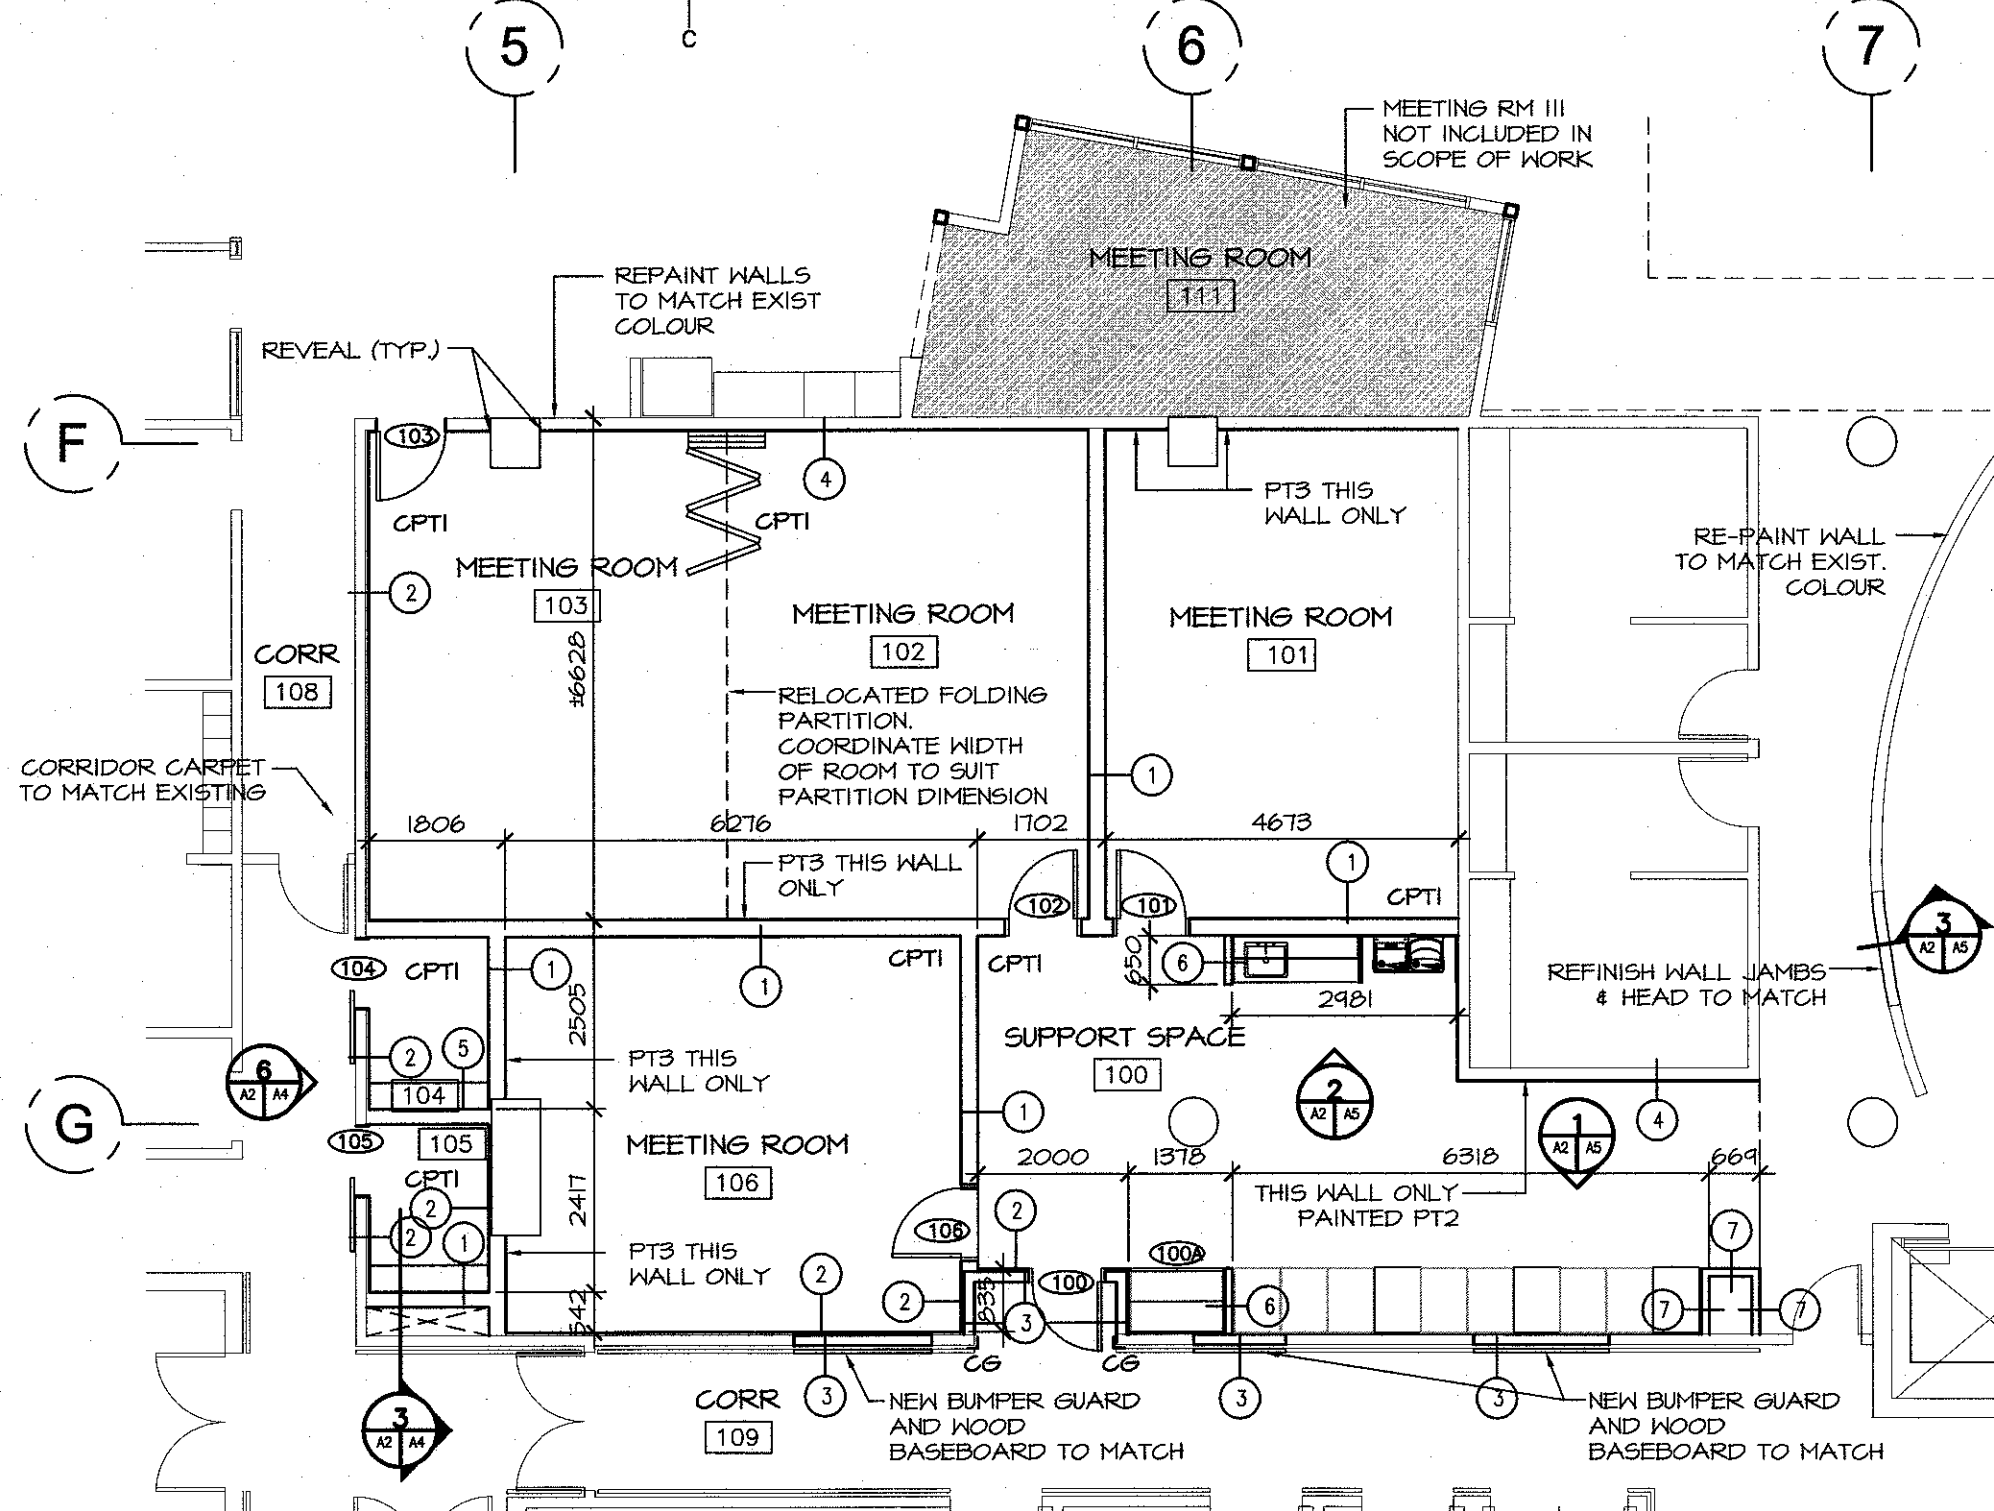 5
C
6
7
MEETING RM 111
NOT INCLUDED IN
SCOPE OF WORK
MEETING ROOM
111
REPAINT WALLS
TO MATCH EXIST
COLOUR
REVEAL (TYP.)
F
103
4
CPT1
CPT1
PT3 THIS
WALL ONLY
RE-PAINT WALL
TO MATCH EXIST.
COLOUR
MEETING ROOM
103
2
MEETING ROOM
102
MEETING ROOM
101
CORR
108
±6628
RELOCATED FOLDING
PARTITION.
COORDINATE WIDTH
OF ROOM TO SUIT
PARTITION DIMENSION
1
CORRIDOR CARPET
TO MATCH EXISTING
1806
6276
1702
4673
PT3 THIS WALL
ONLY
1
CPT1
102
101
3
A2
A5
104
CPT1
1
1
CPT1
CPT1
650
6
2981
REFINISH WALL JAMBS
& HEAD TO MATCH
2505
SUPPORT SPACE
100
PT3 THIS
WALL ONLY
2
5
104
6
A2
A4
2
A2
A5
1
1
A2
A5
4
G
105
105
CPT1
MEETING ROOM
106
2000
1378
6318
669
2417
2
2
1
THIS WALL ONLY
PAINTED PT2
106
2
7
PT3 THIS
WALL ONLY
100A
2
100
2
835
3
6
7
7
542
CG
CG
3
A2
A4
CORR
109
3
NEW BUMPER GUARD
AND WOOD
BASEBOARD TO MATCH
3
3
NEW BUMPER GUARD
AND WOOD
BASEBOARD TO MATCH